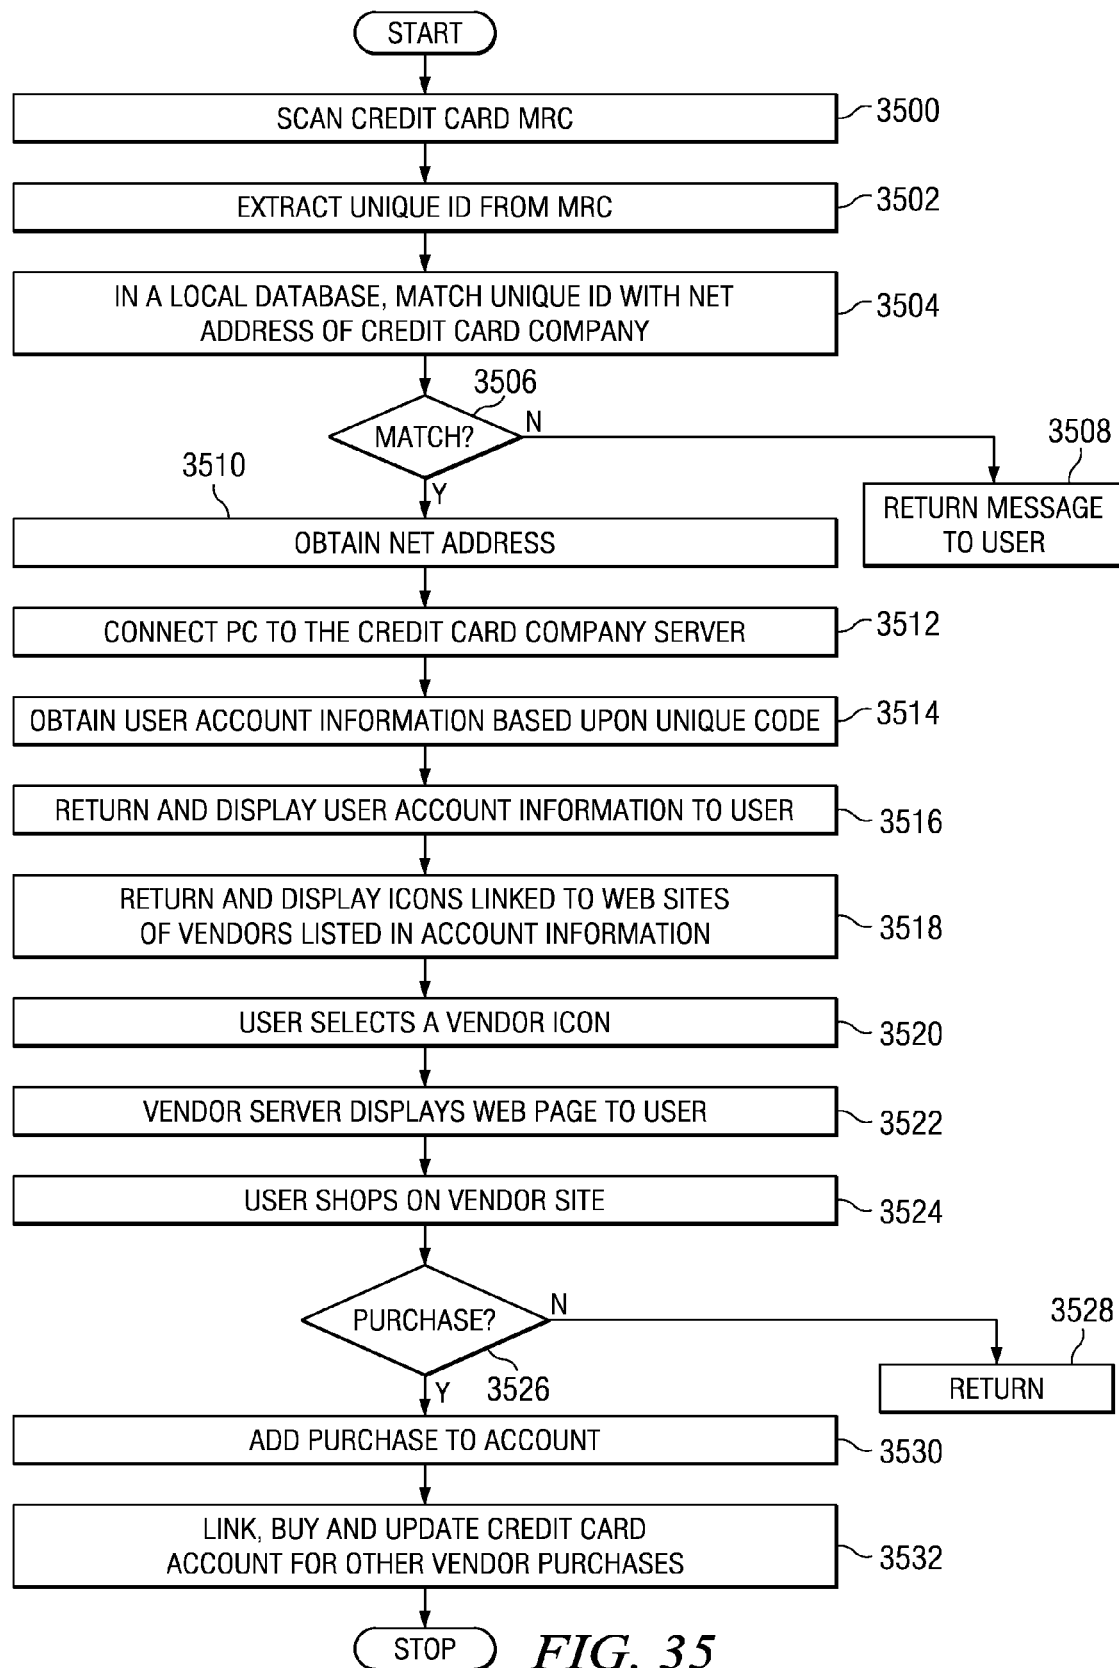 START
SCAN CREDIT CARD MRC
3500
EXTRACT UNIQUE ID FROM MRC
3502
IN A LOCAL DATABASE, MATCH UNIQUE ID WITH NET
ADDRESS OF CREDIT CARD COMPANY
3504
3506
MATCH?
N
Y
3508
RETURN MESSAGE
TO USER
3510
OBTAIN NET ADDRESS
CONNECT PC TO THE CREDIT CARD COMPANY SERVER
3512
OBTAIN USER ACCOUNT INFORMATION BASED UPON UNIQUE CODE
3514
RETURN AND DISPLAY USER ACCOUNT INFORMATION TO USER
3516
RETURN AND DISPLAY ICONS LINKED TO WEB SITES
OF VENDORS LISTED IN ACCOUNT INFORMATION
3518
USER SELECTS A VENDOR ICON
3520
VENDOR SERVER DISPLAYS WEB PAGE TO USER
3522
USER SHOPS ON VENDOR SITE
3524
PURCHASE?
N
3526
Y
3528
RETURN
ADD PURCHASE TO ACCOUNT
3530
LINK, BUY AND UPDATE CREDIT CARD
ACCOUNT FOR OTHER VENDOR PURCHASES
3532
STOP
FIG. 35